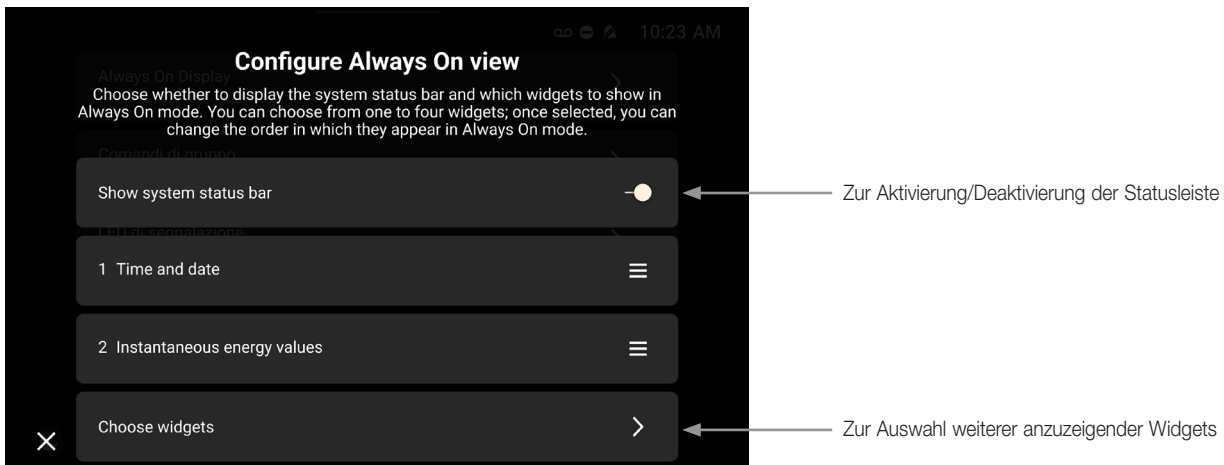 10:23 AM
Configure Always On view
Always On Display
Choose whether to display the system status bar and which widgets to show in
Always On mode. You can choose from one to four widgets; once selected, you can
change the order in which they appear in Always On mode.
Comandi di gruppo
Show system status bar
Zur Aktivierung/Deaktivierung der Statusleiste
LED di segnalazione
1 Time and date
2 Instantaneous energy values
Choose widgets
Zur Auswahl weiterer anzuzeigender Widgets